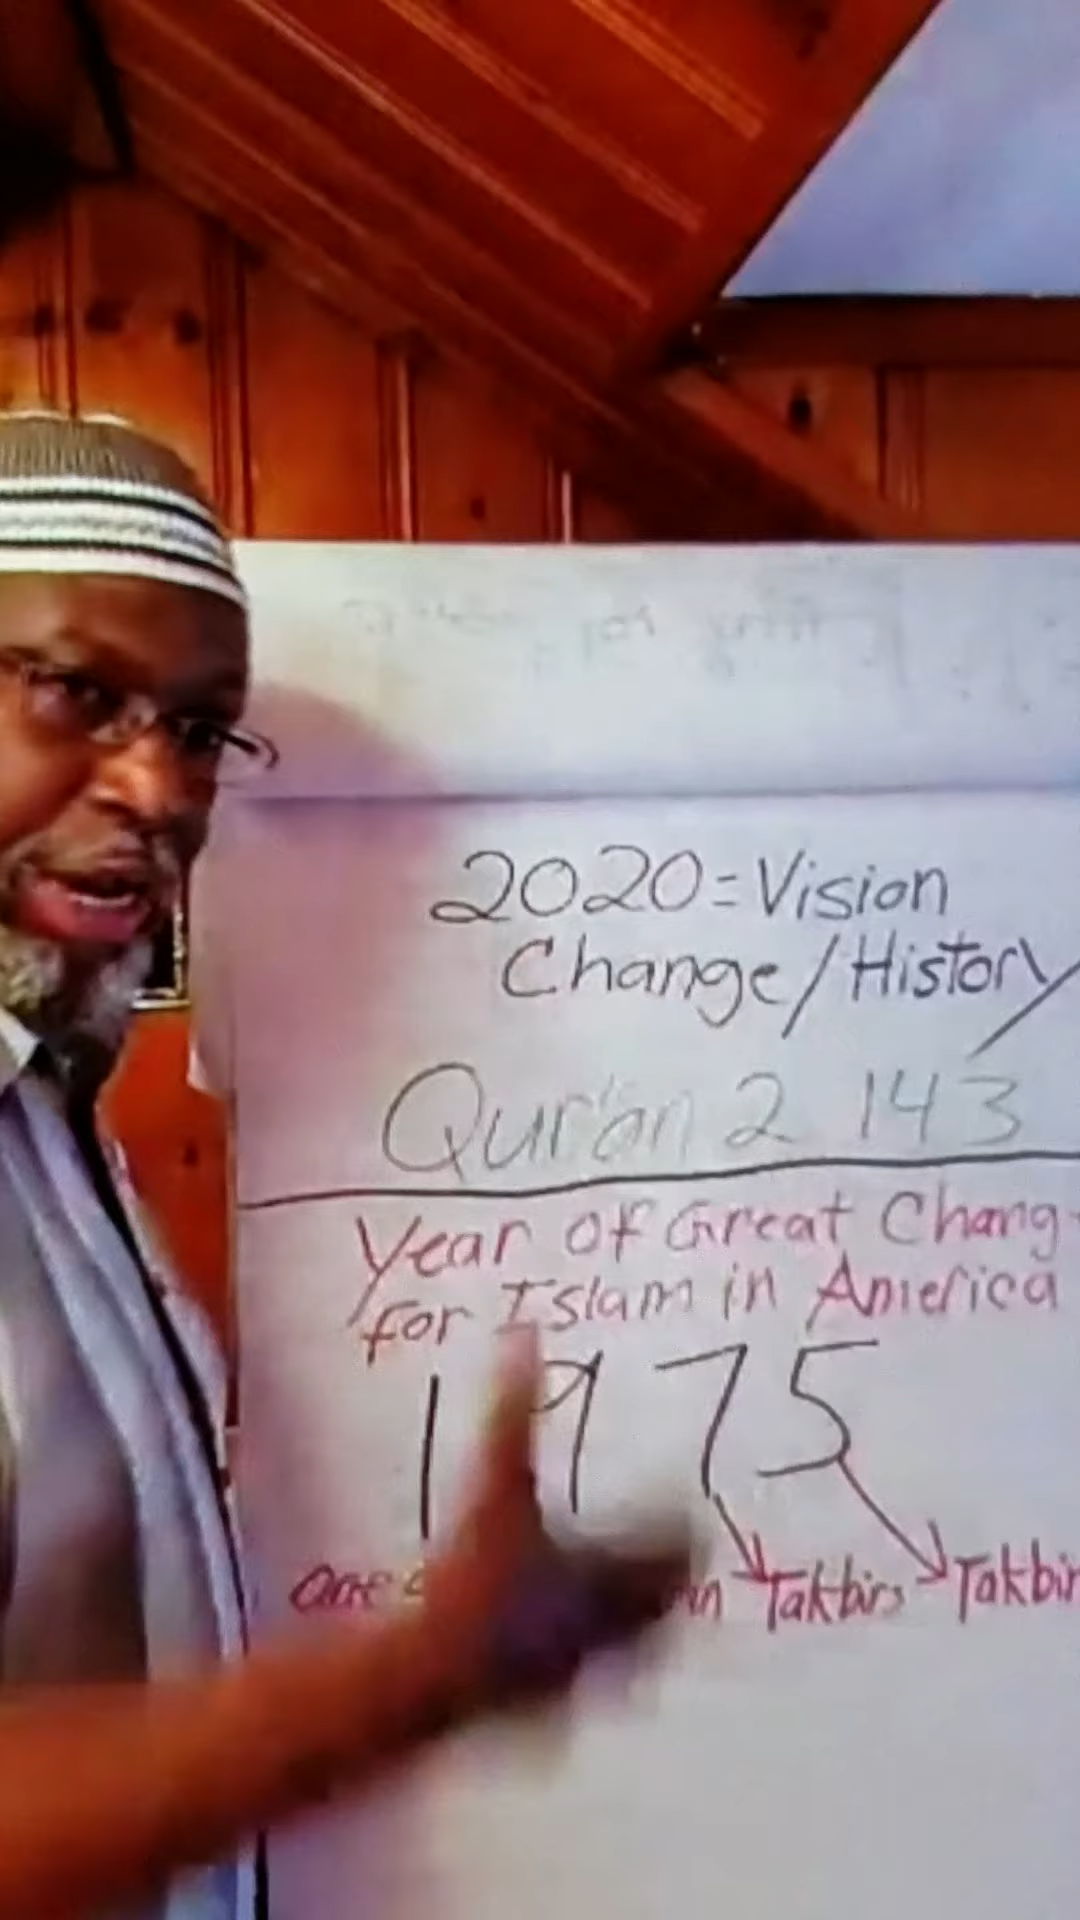 2020=Vision
Change/History
Qur'an 2 143
Year of Great Chang
for Islam in America
1975
One Takbirs Takbir